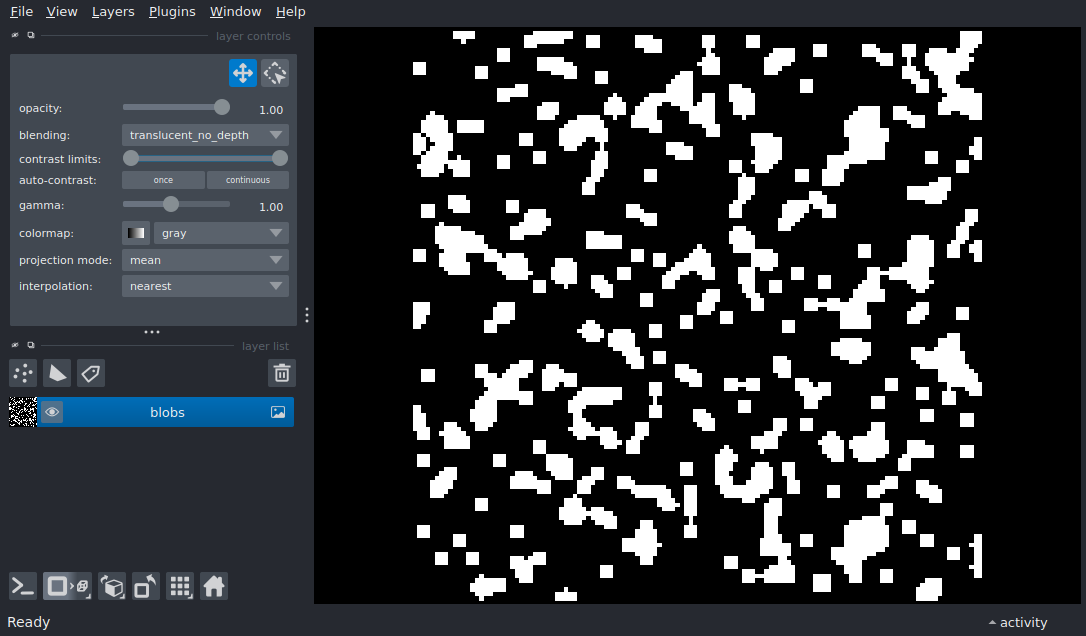 File View Layers Plugins Window Help
layer controls
opacity: 1.00
blending: translucent_no_depth
contrast limits:
auto-contrast: once continuous
gamma: 1.00
colormap: gray
projection mode: mean
interpolation: nearest
layer list
blobs
Ready activity